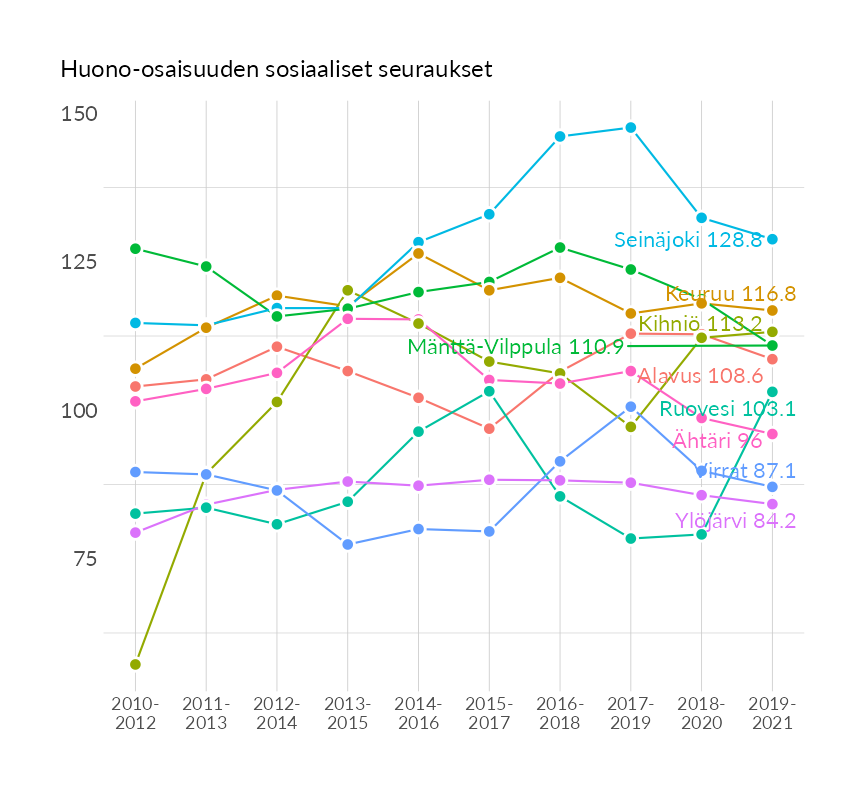 Huono-osaisuuden sosiaaliset seuraukset
150
125
100
75
Seinäjoki 128.8
Keuruu 116.8
Kihniö 113.2
Mänttä-Vilppula 110.9
Alavus 108.6
Ruovesi 103.1
Ähtäri 96
Virrat 87.1
Ylöjärvi 84.2
2010-
2012
2011-
2013
2012-
2014
2013-
2015
2014-
2016
2015-
2017
2016-
2018
2017-
2019
2018-
2020
2019-
2021